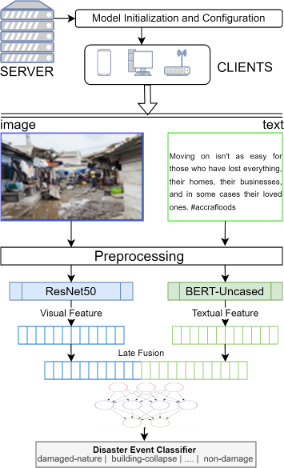 Model Initialization and Configuration
SERVER
CLIENTS
image
text
Moving on isn't as easy for
those who have lost everything,
their homes, their businesses,
and in some cases their loved
ones, #accrafloods
Preprocessing
ResNet50
BERT-Uncased
Visual Feature
Textual Feature
Late Fusion
Disaster Event Classifier
damaged-nature | building-collapse | .... | non-damage